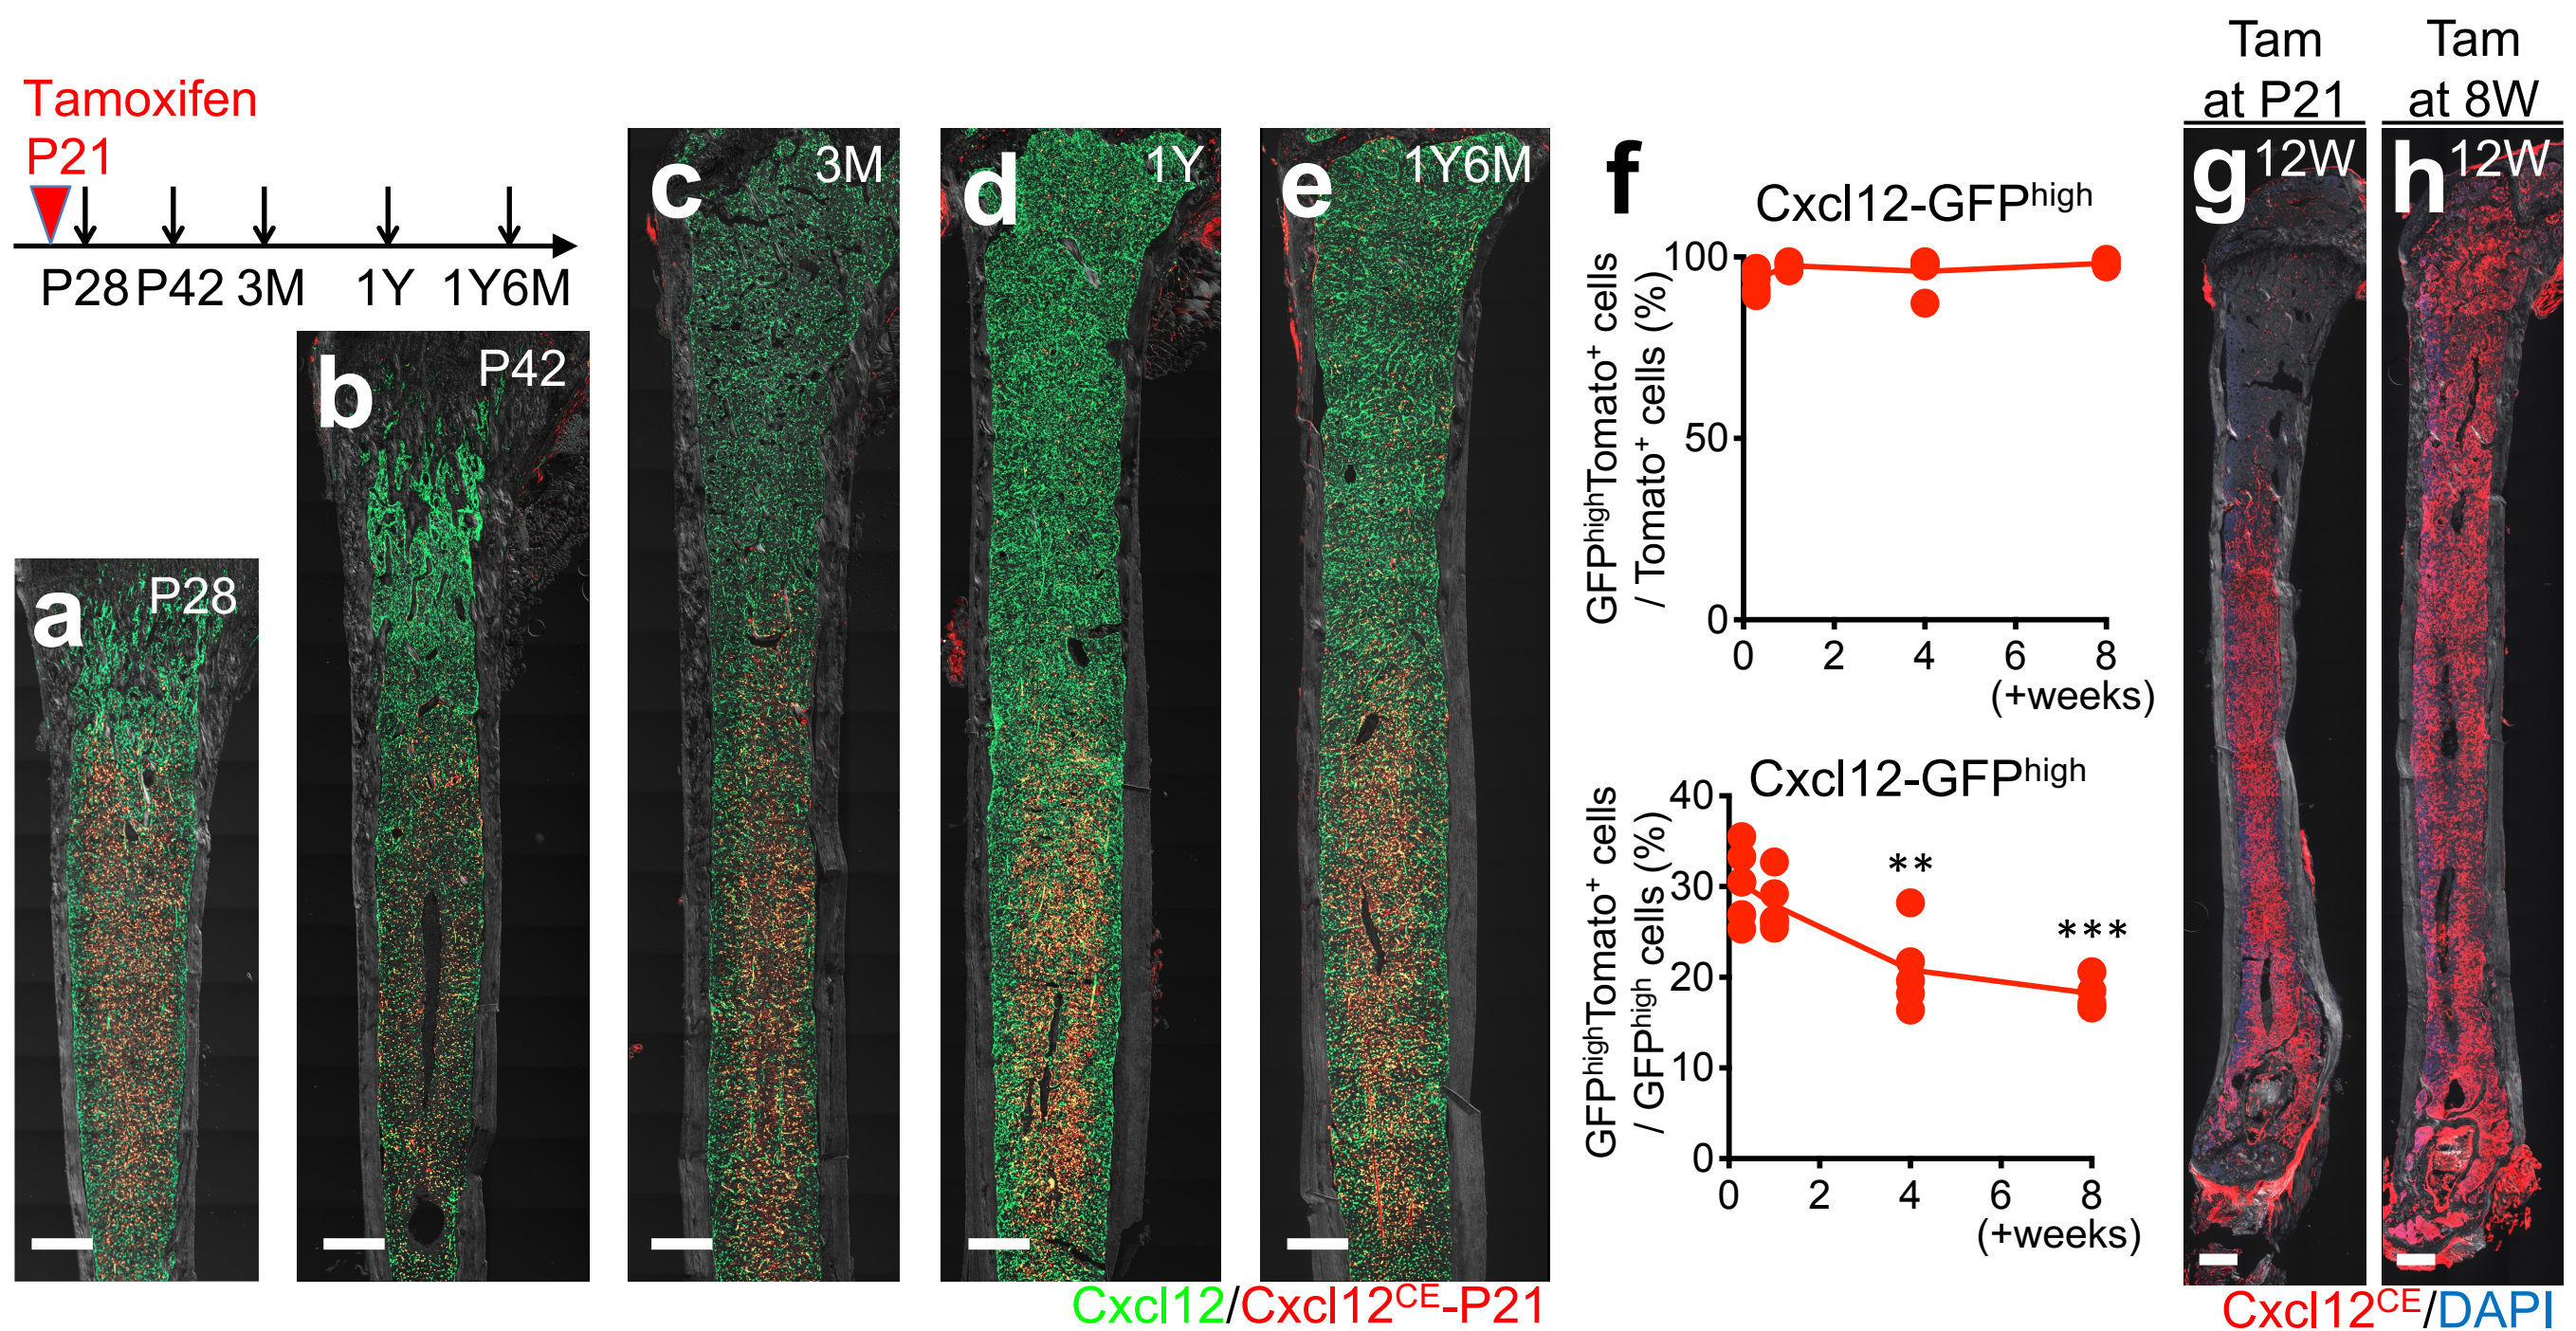 Tamoxifen
P21
P28 P42 3M 1Y 1Y6M
a P28
b P42
c 3M
d 1Y
e 1Y6M
Cxcl12/Cxcl12CE-P21
f
Cxcl12-GFPhigh
GFPhighTomato+ cells
/ Tomato+ cells (%)
100
50
0
0 2 4 6 8
(+weeks)
Cxcl12-GFPhigh
GFPhighTomato+ cells
/ GFPhigh cells (%)
40
30
20
10
0
**
***
0 2 4 6 8
(+weeks)
Tam
at P21
g 12W
Tam
at 8W
h 12W
Cxcl12CE/DAPI